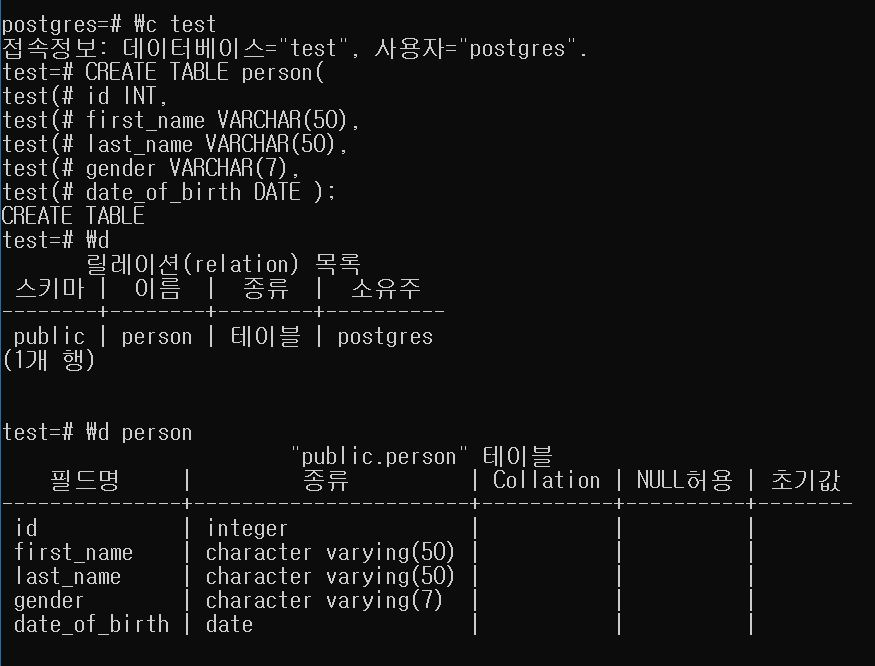 postgres=# ₩c test
접속정보: 데이터베이스="test", 사용자="postgres".
test=# CREATE TABLE person(
test(# id INT,
test(# first_name VARCHAR(50),
test(# last_name VARCHAR(50),
test(# gender VARCHAR(7),
test(# date_of_birth DATE );
CREATE TABLE
test=# ₩d
릴레이션(relation) 목록
스키마 | 이름 | 종류 | 소유주
--------+--------+--------+----------
public | person | 테이블 | postgres
(1개 행)
test=# ₩d person
"public.person" 테이블
필드명 | 종류 | Collation | NULL허용 | 초기값
---------------+-----------------------+-----------+----------+--------
id | integer | | |
first_name | character varying(50) | | |
last_name | character varying(50) | | |
gender | character varying(7) | | |
date_of_birth | date | | |